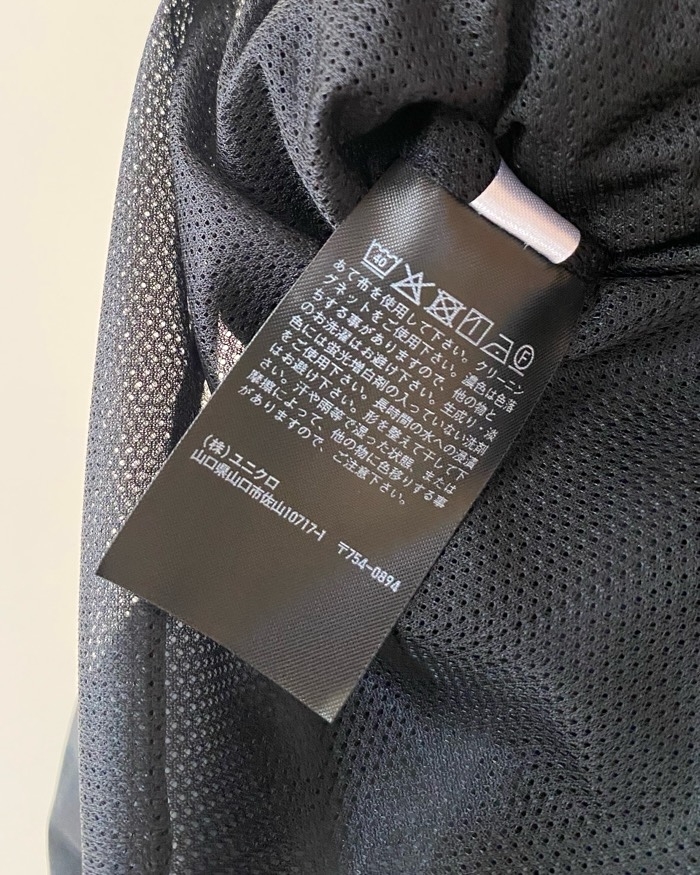 40 F
あて布を使用して下さい。クリーニン
グネットをご使用下さい。濃色は色落
ちする事がありますので、他の物と
のお洗濯はお避け下さい。生成り、淡
色には蛍光増白剤の入っていない洗剤
をご使用下さい。長時間の水への浸漬
はお避け下さい。形を整えて干して下
さい。汗や雨等で湿った状態、または
摩擦によって、他の物に色移りする事
がありますので、ご注意下さい。
(株)ユニクロ
山口県山口市佐山10717-1 〒754-0894